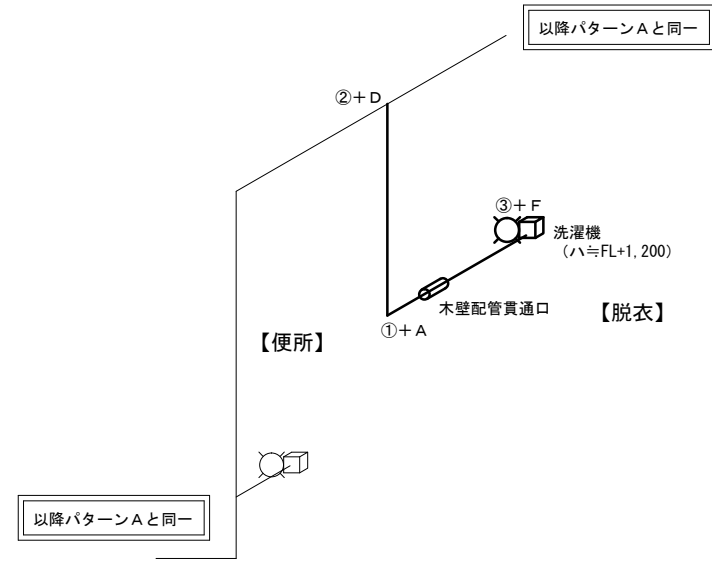 以降パターンAと同一
②+D
③+F
洗濯機
(ハ≒FL+1,200)
木壁配管貫通口
【脱衣】
①+A
【便所】
以降パターンAと同一